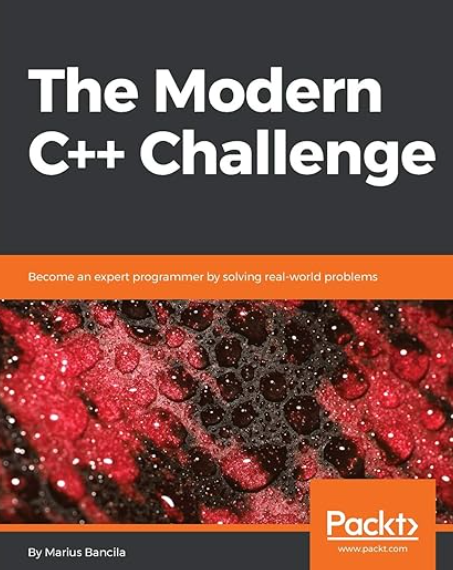 The Modern
C++ Challenge
Become an expert programmer by solving real-world problems
Packt>
www.packt.com
By Marius Bancila